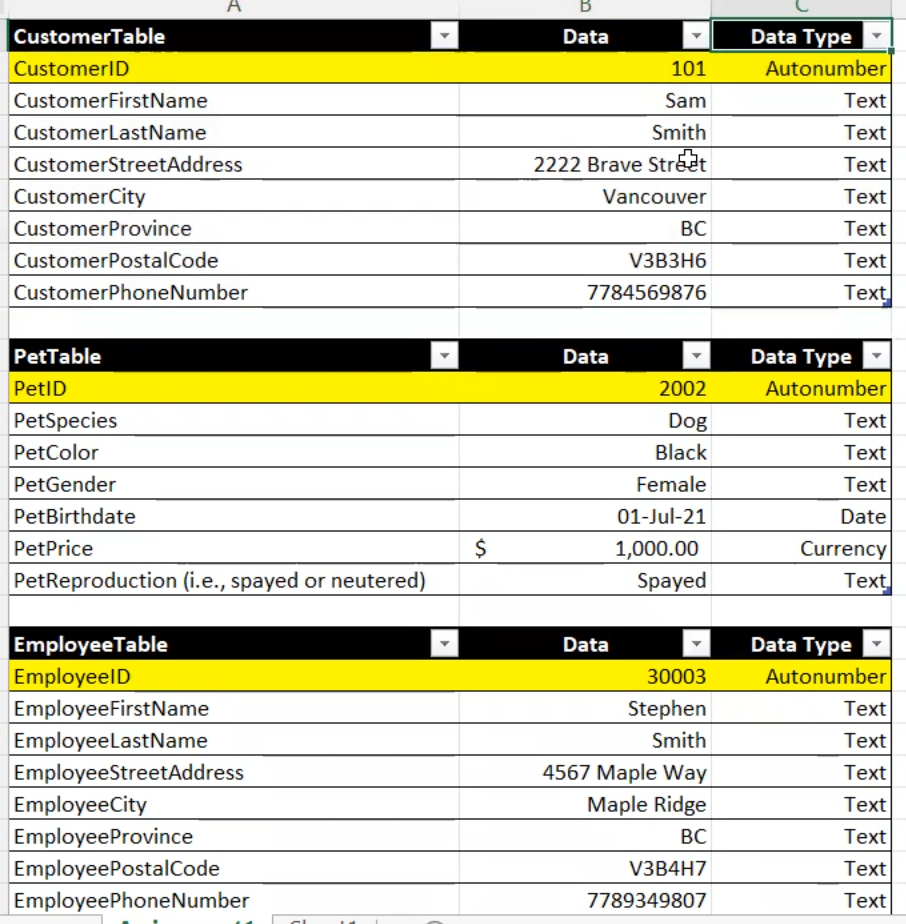 A B C
CustomerTable Data Data Type
CustomerID 101 Autonumber
CustomerFirstName Sam Text
CustomerLastName Smith Text
CustomerStreetAddress 2222 Brave Street Text
CustomerCity Vancouver Text
CustomerProvince BC Text
CustomerPostalCode V3B3H6 Text
CustomerPhoneNumber 7784569876 Text
PetTable Data Data Type
PetID 2002 Autonumber
PetSpecies Dog Text
PetColor Black Text
PetGender Female Text
PetBirthdate 01-Jul-21 Date
PetPrice $ 1,000.00 Currency
PetReproduction (i.e., spayed or neutered) Spayed Text
EmployeeTable Data Data Type
EmployeeID 30003 Autonumber
EmployeeFirstName Stephen Text
EmployeeLastName Smith Text
EmployeeStreetAddress 4567 Maple Way Text
EmployeeCity Maple Ridge Text
EmployeeProvince BC Text
EmployeePostalCode V3B4H7 Text
EmployeePhoneNumber 7789349807 Text